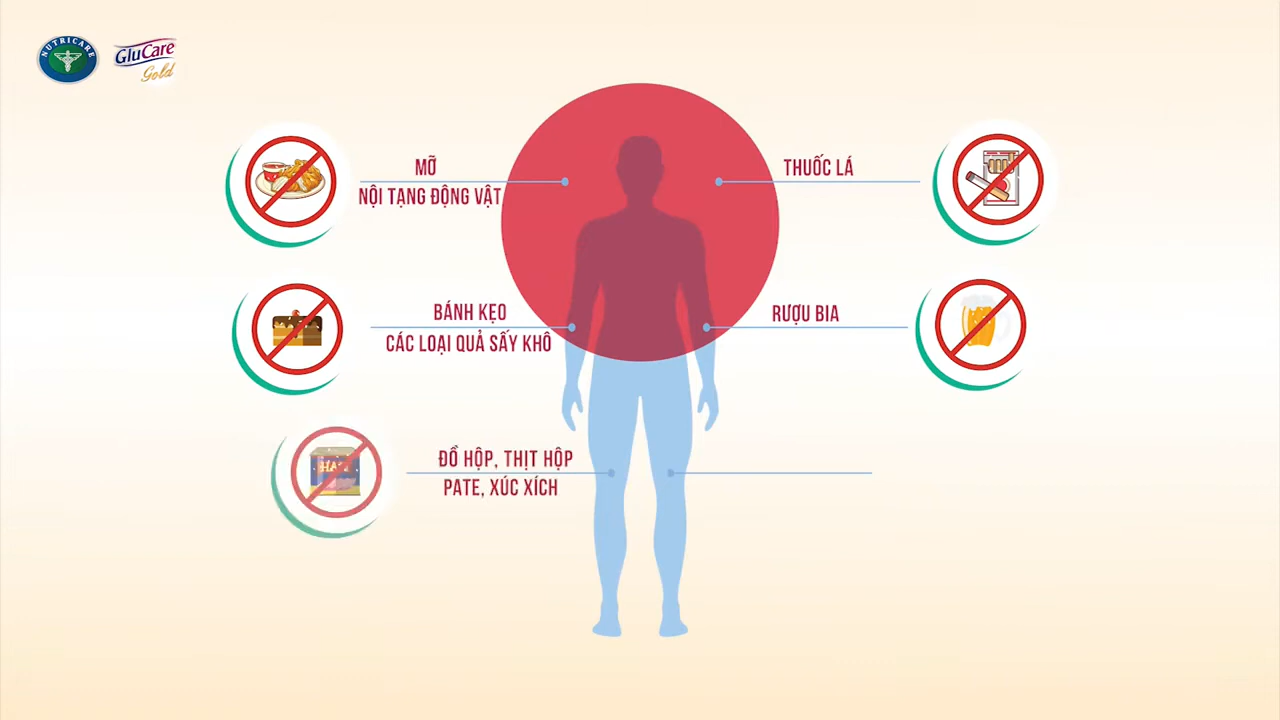 NUTRICARE
GluCare
Gold
MỠ
NỘI TẠNG ĐỘNG VẬT
THUỐC LÁ
BÁNH KẸO
CÁC LOẠI QUẢ SẤY KHÔ
RƯỢU BIA
ĐỒ HỘP, THỊT HỘP
PATE, XÚC XÍCH